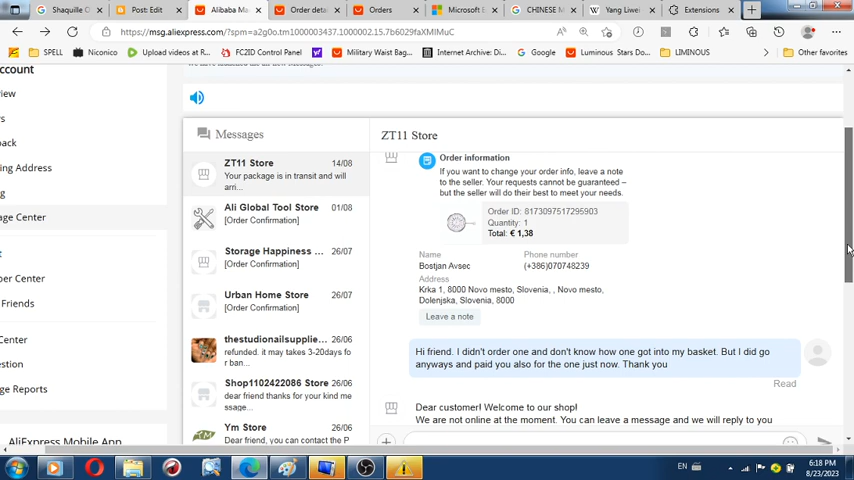 Shaquille O
Post: Edit
Alibaba Ma
Order detai
Orders
Microsoft E
CHINESE M
Yang Liwei
Extensions
https://msg.aliexpress.com/?spm=a2g0o.tm1000003437.1000002.15.7b6029faXMIMuC
SPELL
Niconico
Upload videos at R...
FC2ID Control Panel
Military Waist Bag...
Internet Archive: Di...
Google
Luminous Stars Do...
LIMINOUS
Other favorites
ccount
view
rs
back
ing Address
g
age Center
t
per Center
Friends
Center
estion
age Reports
AliExpress Mobile App
Messages
ZT11 Store
14/08
Your package is in transit and will
arri...
Ali Global Tool Store
01/08
[Order Confirmation]
Storage Happiness ...
26/07
[Order Confirmation]
Urban Home Store
26/07
[Order Confirmation]
thestudionailsupplie...
26/06
refunded. it may takes 3-20days fo
r ban...
Shop1102422086 Store
26/06
dear friend thanks for your kind me
ssage...
Ym Store
26/06
Dear friend, you can contact the P
ZT11 Store
Order information
If you want to change your order info, leave a note
to the seller. Your requests cannot be guaranteed –
but the seller will do their best to meet your needs.
Order ID: 8173097517295903
Quantity: 1
Total: € 1,38
Name
Phone number
Bostjan Avsec
(+386)070748239
Address
Krka 1, 8000 Novo mesto, Slovenia, , Novo mesto,
Dolenjska, Slovenia, 8000
Leave a note
Hi friend. I didn't order one and don't know how one got into my basket. But I did go
anyways and paid you also for the one just now. Thank you
Read
Dear customer! Welcome to our shop!
We are not online at the moment. You can leave a message and we will reply to you
EN
6:18 PM
8/23/2023